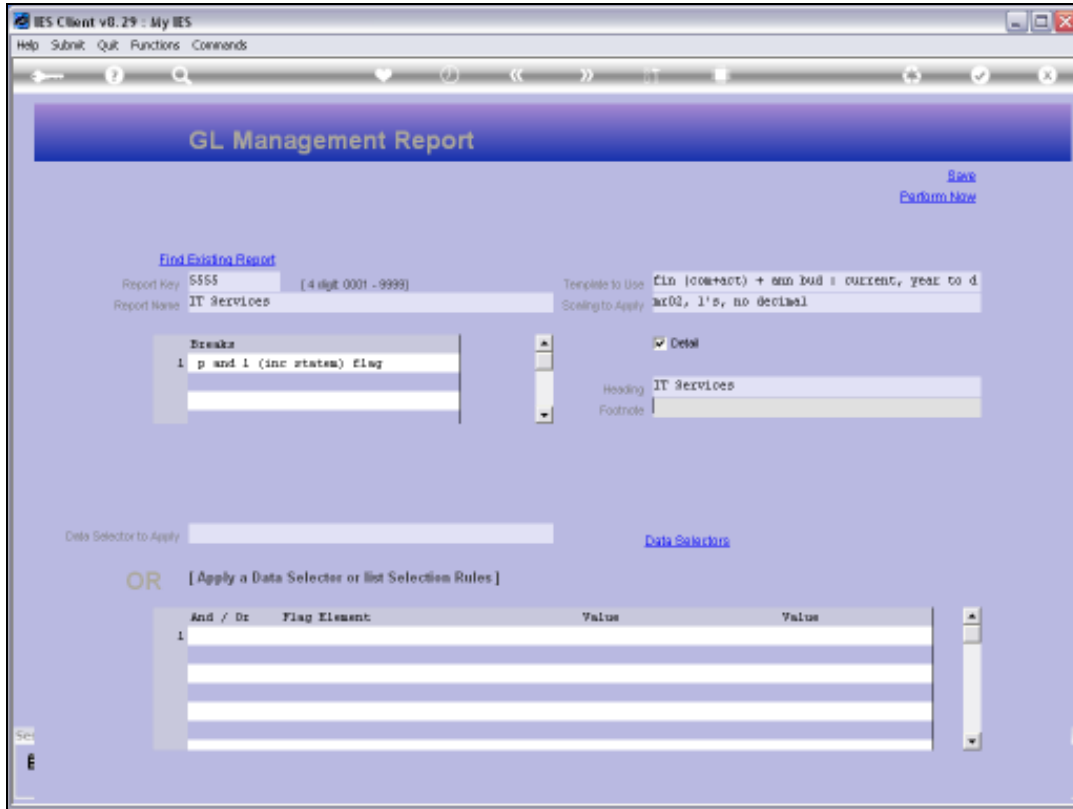 IES Client v8.29 : My IES
Help Submit Quit Functions Commands
GL Management Report
Save
Perform Now
Find Existing Report
Report Key 5555 [ 4 digit: 0001 - 9999] Template to Use fin (com+act) + ann bud : current, year to d
Report Name IT Services Scaling to Apply mr02, 1's, no decimal
Breaks Detail
1 p and l (inc statem) flag
Heading IT Services
Footnote
Data Selector to Apply Data Selectors
OR [ Apply a Data Selector or list Selection Rules ]
And / Or Flag Element Value Value
1